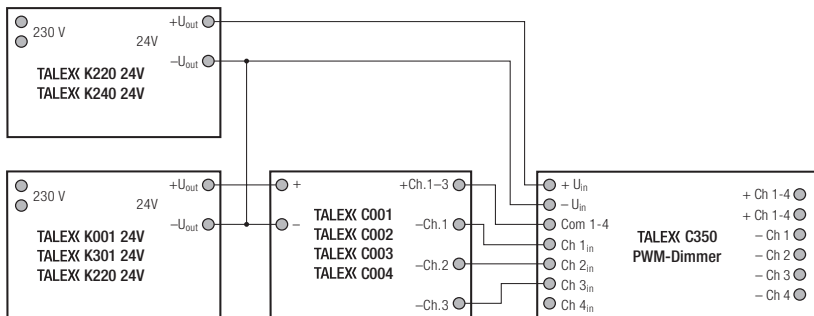 230 V
24V
+Uout
–Uout
TALEXX K220 24V
TALEXX K240 24V
230 V
24V
+Uout
–Uout
TALEXX K001 24V
TALEXX K301 24V
TALEXX K220 24V
+
–
+Ch.1–3
–Ch.1
–Ch.2
–Ch.3
TALEXX C001
TALEXX C002
TALEXX C003
TALEXX C004
+ Uin
– Uin
Com 1-4
Ch 1in
Ch 2in
Ch 3in
Ch 4in
TALEXX C350
PWM-Dimmer
+ Ch 1-4
+ Ch 1-4
– Ch 1
– Ch 2
– Ch 3
– Ch 4